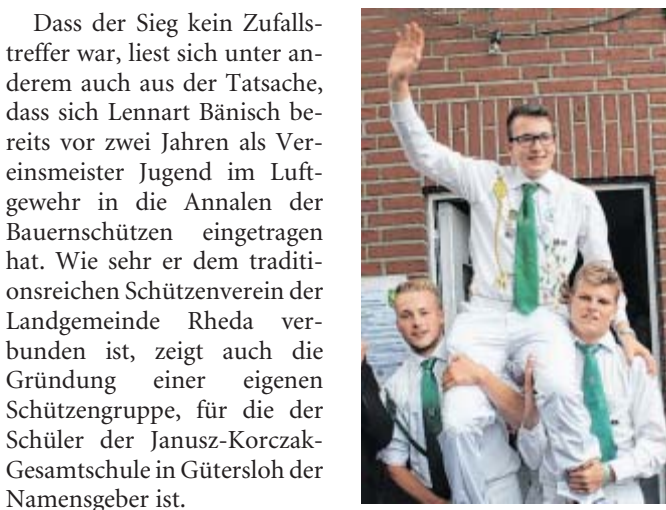 Dass der Sieg kein Zufalls-
treffer war, liest sich unter an-
derem auch aus der Tatsache,
dass sich Lennart Bänisch be-
reits vor zwei Jahren als Ver-
einsmeister Jugend im Luft-
gewehr in die Annalen der
Bauernschützen eingetragen
hat. Wie sehr er dem traditi-
onsreichen Schützenverein der
Landgemeinde Rheda ver-
bunden ist, zeigt auch die
Gründung einer eigenen
Schützengruppe, für die der
Schüler der Janusz-Korczak-
Gesamtschule in Gütersloh der
Namensgeber ist.